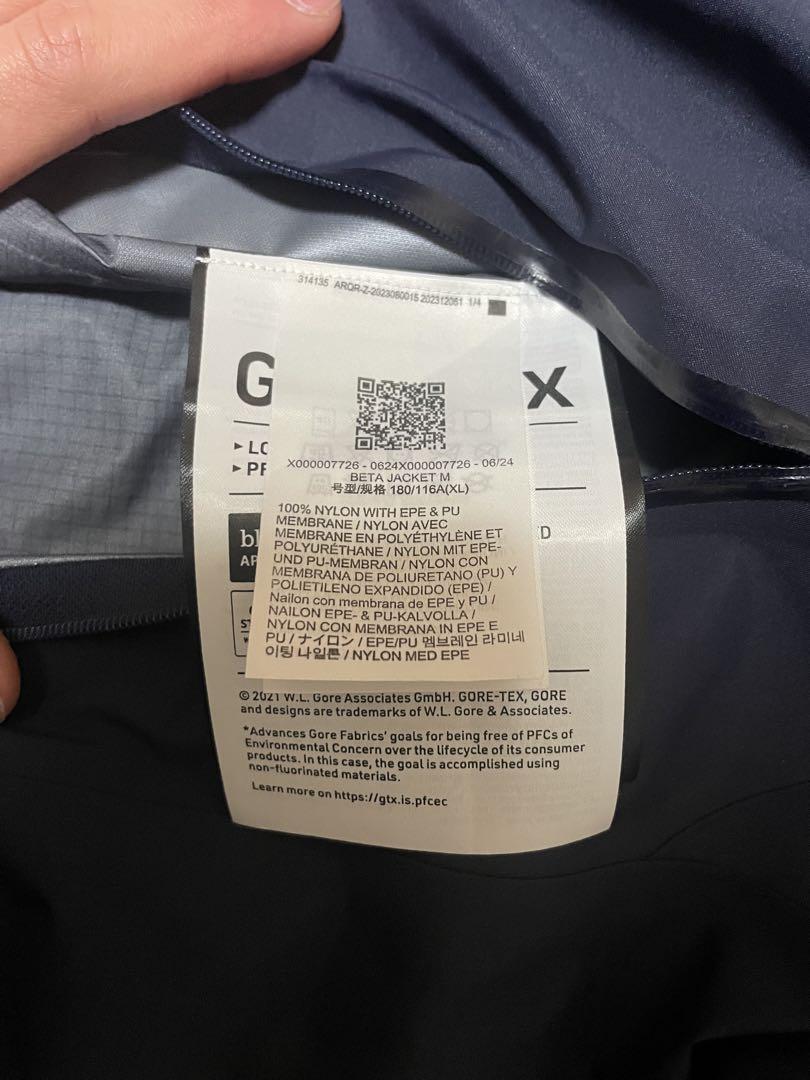 314135 ARQR-Z-2023080015 202312061 1/4
G X
X000007726 - 0624X000007726 - 06/24
BETA JACKET M
号型/规格 180/116A(XL)
100% NYLON WITH EPE & PU
MEMBRANE / NYLON AVEC
MEMBRANE EN POLYÉTHYLÈNE ET
POLYURÉTHANE / NYLON MIT EPE-
UND PU-MEMBRAN / NYLON CON
MEMBRANA DE POLIURETANO (PU) Y
POLIETILENO EXPANDIDO (EPE) /
Nailon con membrana de EPE y PU /
NAILON EPE- & PU-KALVOLLA /
NYLON CON MEMBRANA IN EPE E
PU / ナイロン / EPE/PU 멤브레인 라미네
이팅 나일론 / NYLON MED EPE
© 2021 W.L. Gore Associates GmbH. GORE-TEX, GORE
and designs are trademarks of W.L. Gore & Associates.
*Advances Gore Fabrics' goals for being free of PFCs of
Environmental Concern over the lifecycle of its consumer
products. In this case, the goal is accomplished using
non-fluorinated materials.
Learn more on https://gtx.is.pfcec